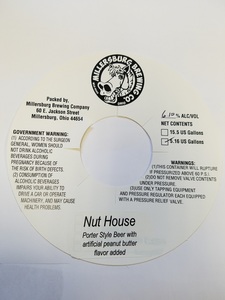 MILLERSBURG BREWING CO.
Packed by.
Millersburg Brewing Company
60 E. Jackson Street
Millersburg, Ohio 44654
% ALC/VOL
NET CONTENTS
15.5 US Gallons
5.16 US Gallons
GOVERNMENT WARNING:
(1) ACCORDING TO THE SURGEON
GENERAL, WOMEN SHOULD
NOT DRINK ALCOHOLIC
BEVERAGES DURING
PREGNANCY BECAUSE OF
THE RISK OF BIRTH DEFECTS.
(2) CONSUMPTION OF
ALCOHOLIC BEVERAGES
IMPAIRS YOUR ABILITY TO
DRIVE A CAR OR OPERATE
MACHINERY, AND MAY CAUSE
HEALTH PROBLEMS.
WARNINGS:
(1) THIS CONTAINER WILL RUPTURE
IF PRESSURIZED ABOVE 60 P.S.I.
(2) DO NOT REMOVE VALVE CONTENTS
UNDER PRESSURE.
(3) USE ONLY TAPPING EQUIPMENT
AND PRESSURE REGULATOR EACH EQUIPPED
WITH A PRESSURE RELIEF VALVE.
Nut House
Porter Style Beer with
artificial peanut butter
flavor added